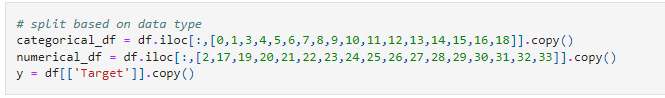 # split based on data type
categorical_df = df.iloc[:,[0,1,3,4,5,6,7,8,9,10,11,12,13,14,15,16,18]].copy()
numerical_df = df.iloc[:,[2,17,19,20,21,22,23,24,25,26,27,28,29,30,31,32,33]].copy()
y = df[['Target']].copy()